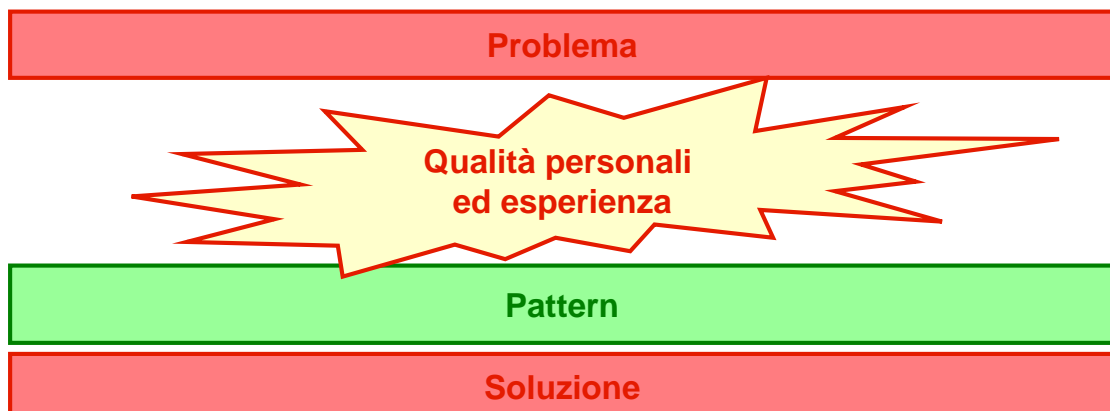 Problema
Qualità personali
ed esperienza
Pattern
Soluzione